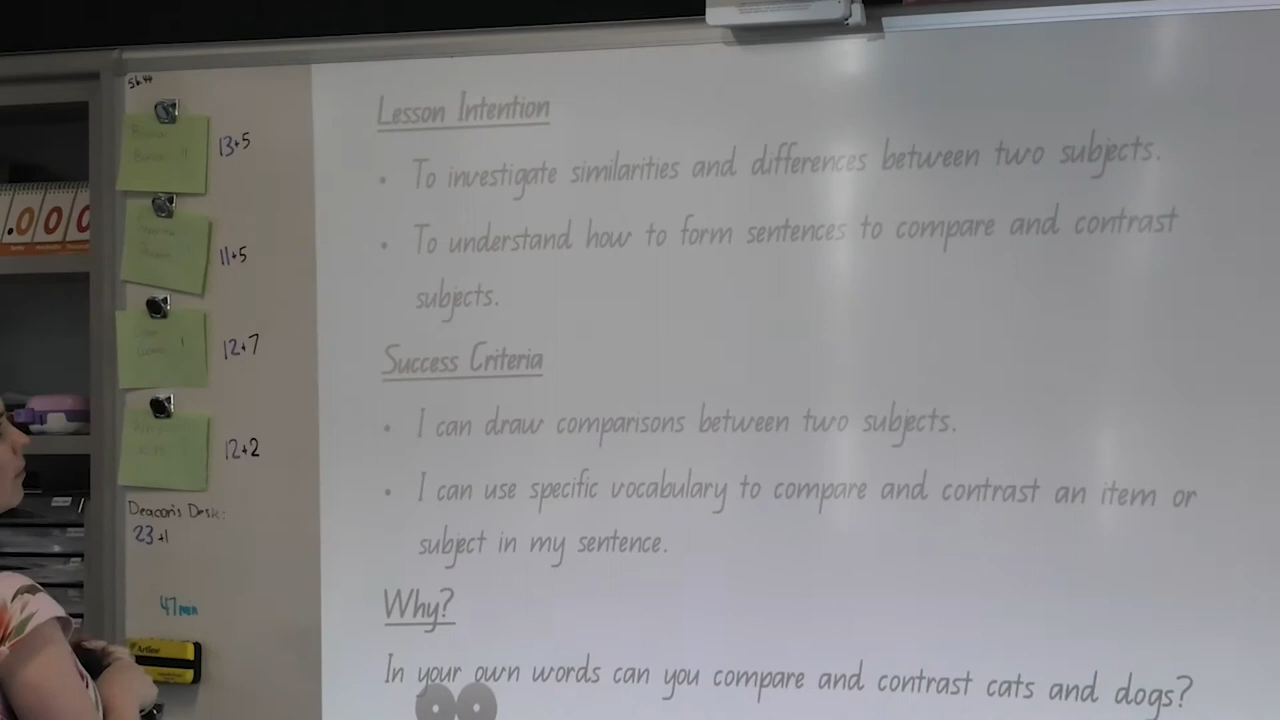 Lesson Intention
• To investigate similarities and differences between two subjects.
• To understand how to form sentences to compare and contrast
subjects.
Success Criteria
• I can draw comparisons between two subjects.
• I can use specific vocabulary to compare and contrast an item or
subject in my sentence.
Why?
In your own words can you compare and contrast cats and dogs?
13+5
11+5
12+7
12+2
Deacon's Desk:
23+1
47min
Artline
.000